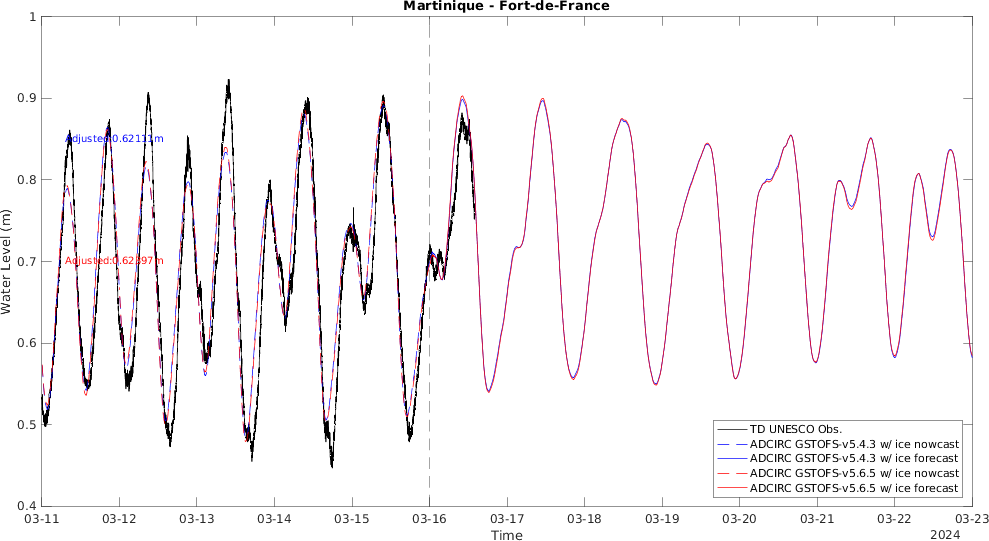 Martinique - Fort-de-France
Water Level (m)
1
0.9
0.8
0.7
0.6
0.5
0.4
Adjusted:0.62111m
Adjusted:0.62397m
TD UNESCO Obs.
ADCIRC GSTOFS-v5.4.3 w/ ice nowcast
ADCIRC GSTOFS-v5.4.3 w/ ice forecast
ADCIRC GSTOFS-v5.6.5 w/ ice nowcast
ADCIRC GSTOFS-v5.6.5 w/ ice forecast
03-11 03-12 03-13 03-14 03-15 03-16 03-17 03-18 03-19 03-20 03-21 03-22 03-23
Time
2024